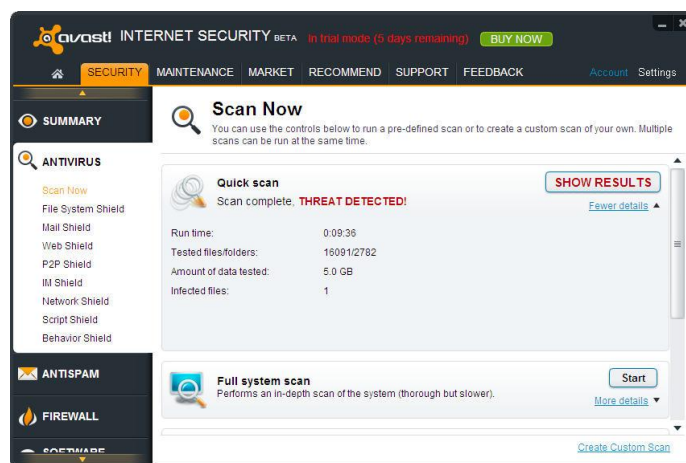 avast! INTERNET SECURITY BETA In trial mode (5 days remaining) BUY NOW
SECURITY MAINTENANCE MARKET RECOMMEND SUPPORT FEEDBACK Account Settings
SUMMARY
ANTIVIRUS
Scan Now
File System Shield
Mail Shield
Web Shield
P2P Shield
IM Shield
Network Shield
Script Shield
Behavior Shield
ANTISPAM
FIREWALL
SOFTWARE
Scan Now
You can use the controls below to run a pre-defined scan or to create a custom scan of your own. Multiple
scans can be run at the same time.
Quick scan
SHOW RESULTS
Scan complete, THREAT DETECTED!
Fewer details
Run time: 0:09:36
Tested files/folders: 16091/2782
Amount of data tested: 5.0 GB
Infected files: 1
Full system scan
Start
Performs an in-depth scan of the system (thorough but slower).
More details
Create Custom Scan